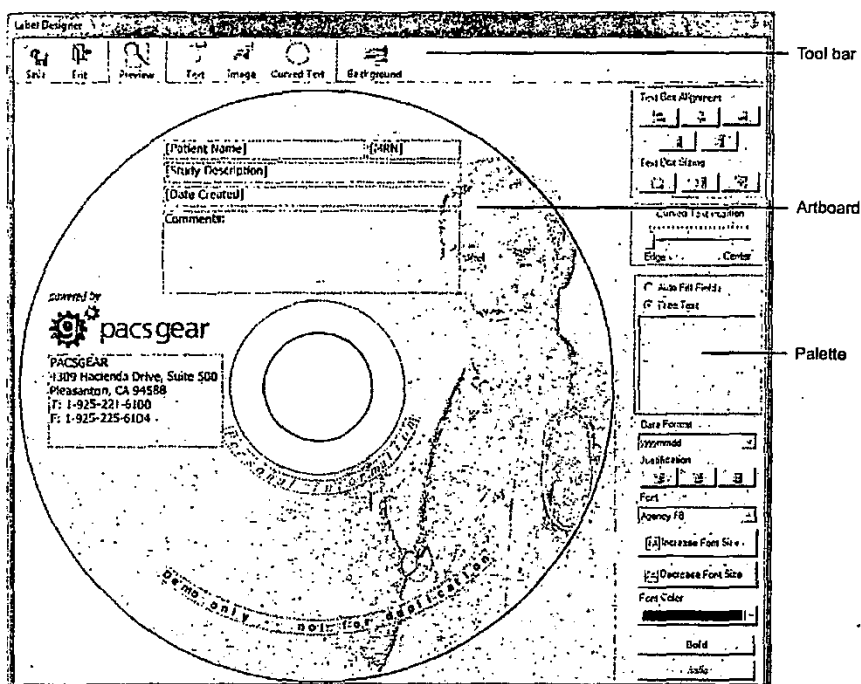 Label Designer
Tool bar
Save Exit Preview Text Image Curved Text Background
Text Box Alignment
[Patient Name] [MRN]
[Study Description]
Text Box Sizing
[Date Created]
Artboard
Comments:
Curved Text Position
Edge Center
powered by
pacsgear
Auto Fill Fields
Free Text
PACSGEAR
4309 Hacienda Drive, Suite 500
Pleasanton, CA 94588
T: 1-925-221-6100
F: 1-925-225-6104
Palette
Personal Information
Date Format
yyyymmdd
Justification
Font
Agency FB
Increase Font Size
Decrease Font Size
Font Color
Demo only - not for duplication
Bold
Italic